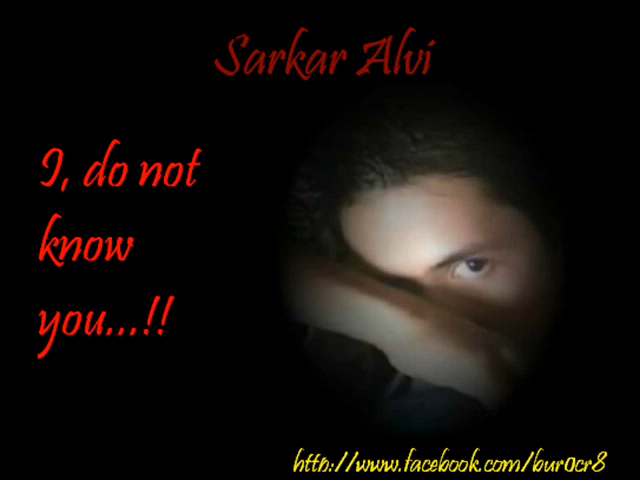 Sarkar Alvi
I, do not
know
you...!!
http://www.facebook.com/bur0cr8